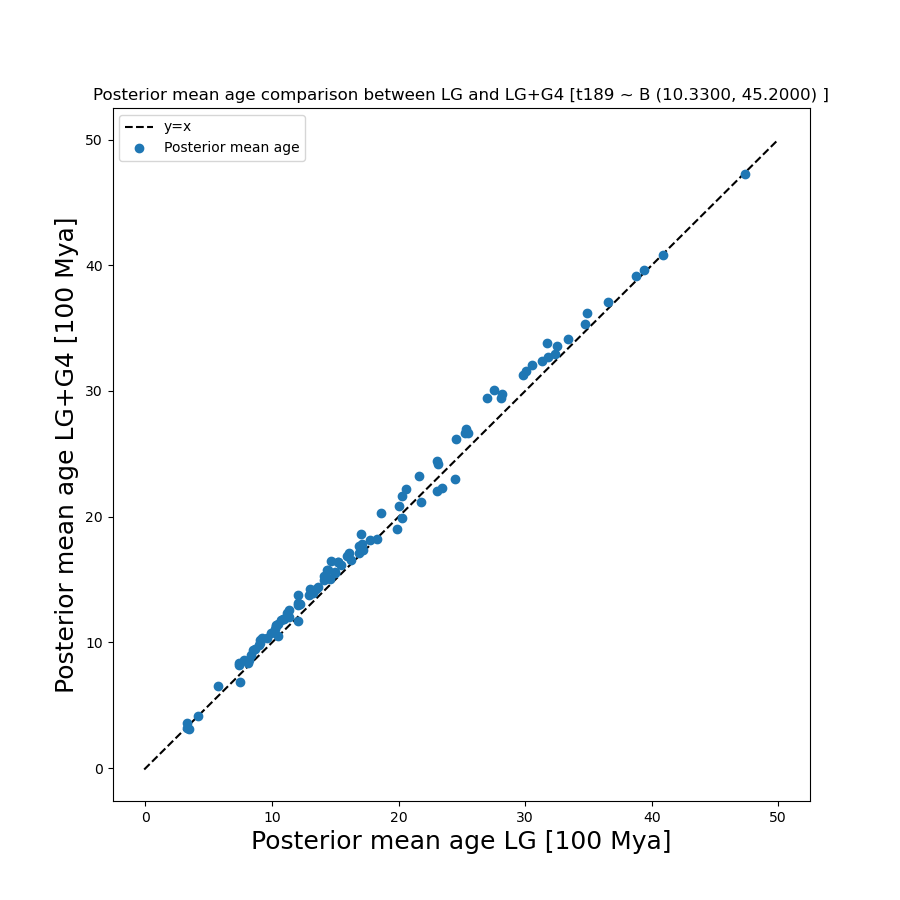 Posterior mean age comparison between LG and LG+G4 [t189 ~ B (10.3300, 45.2000) ]
y=x
Posterior mean age
50
40
30
20
10
0
Posterior mean age LG+G4 [100 Mya]
0 10 20 30 40 50
Posterior mean age LG [100 Mya]